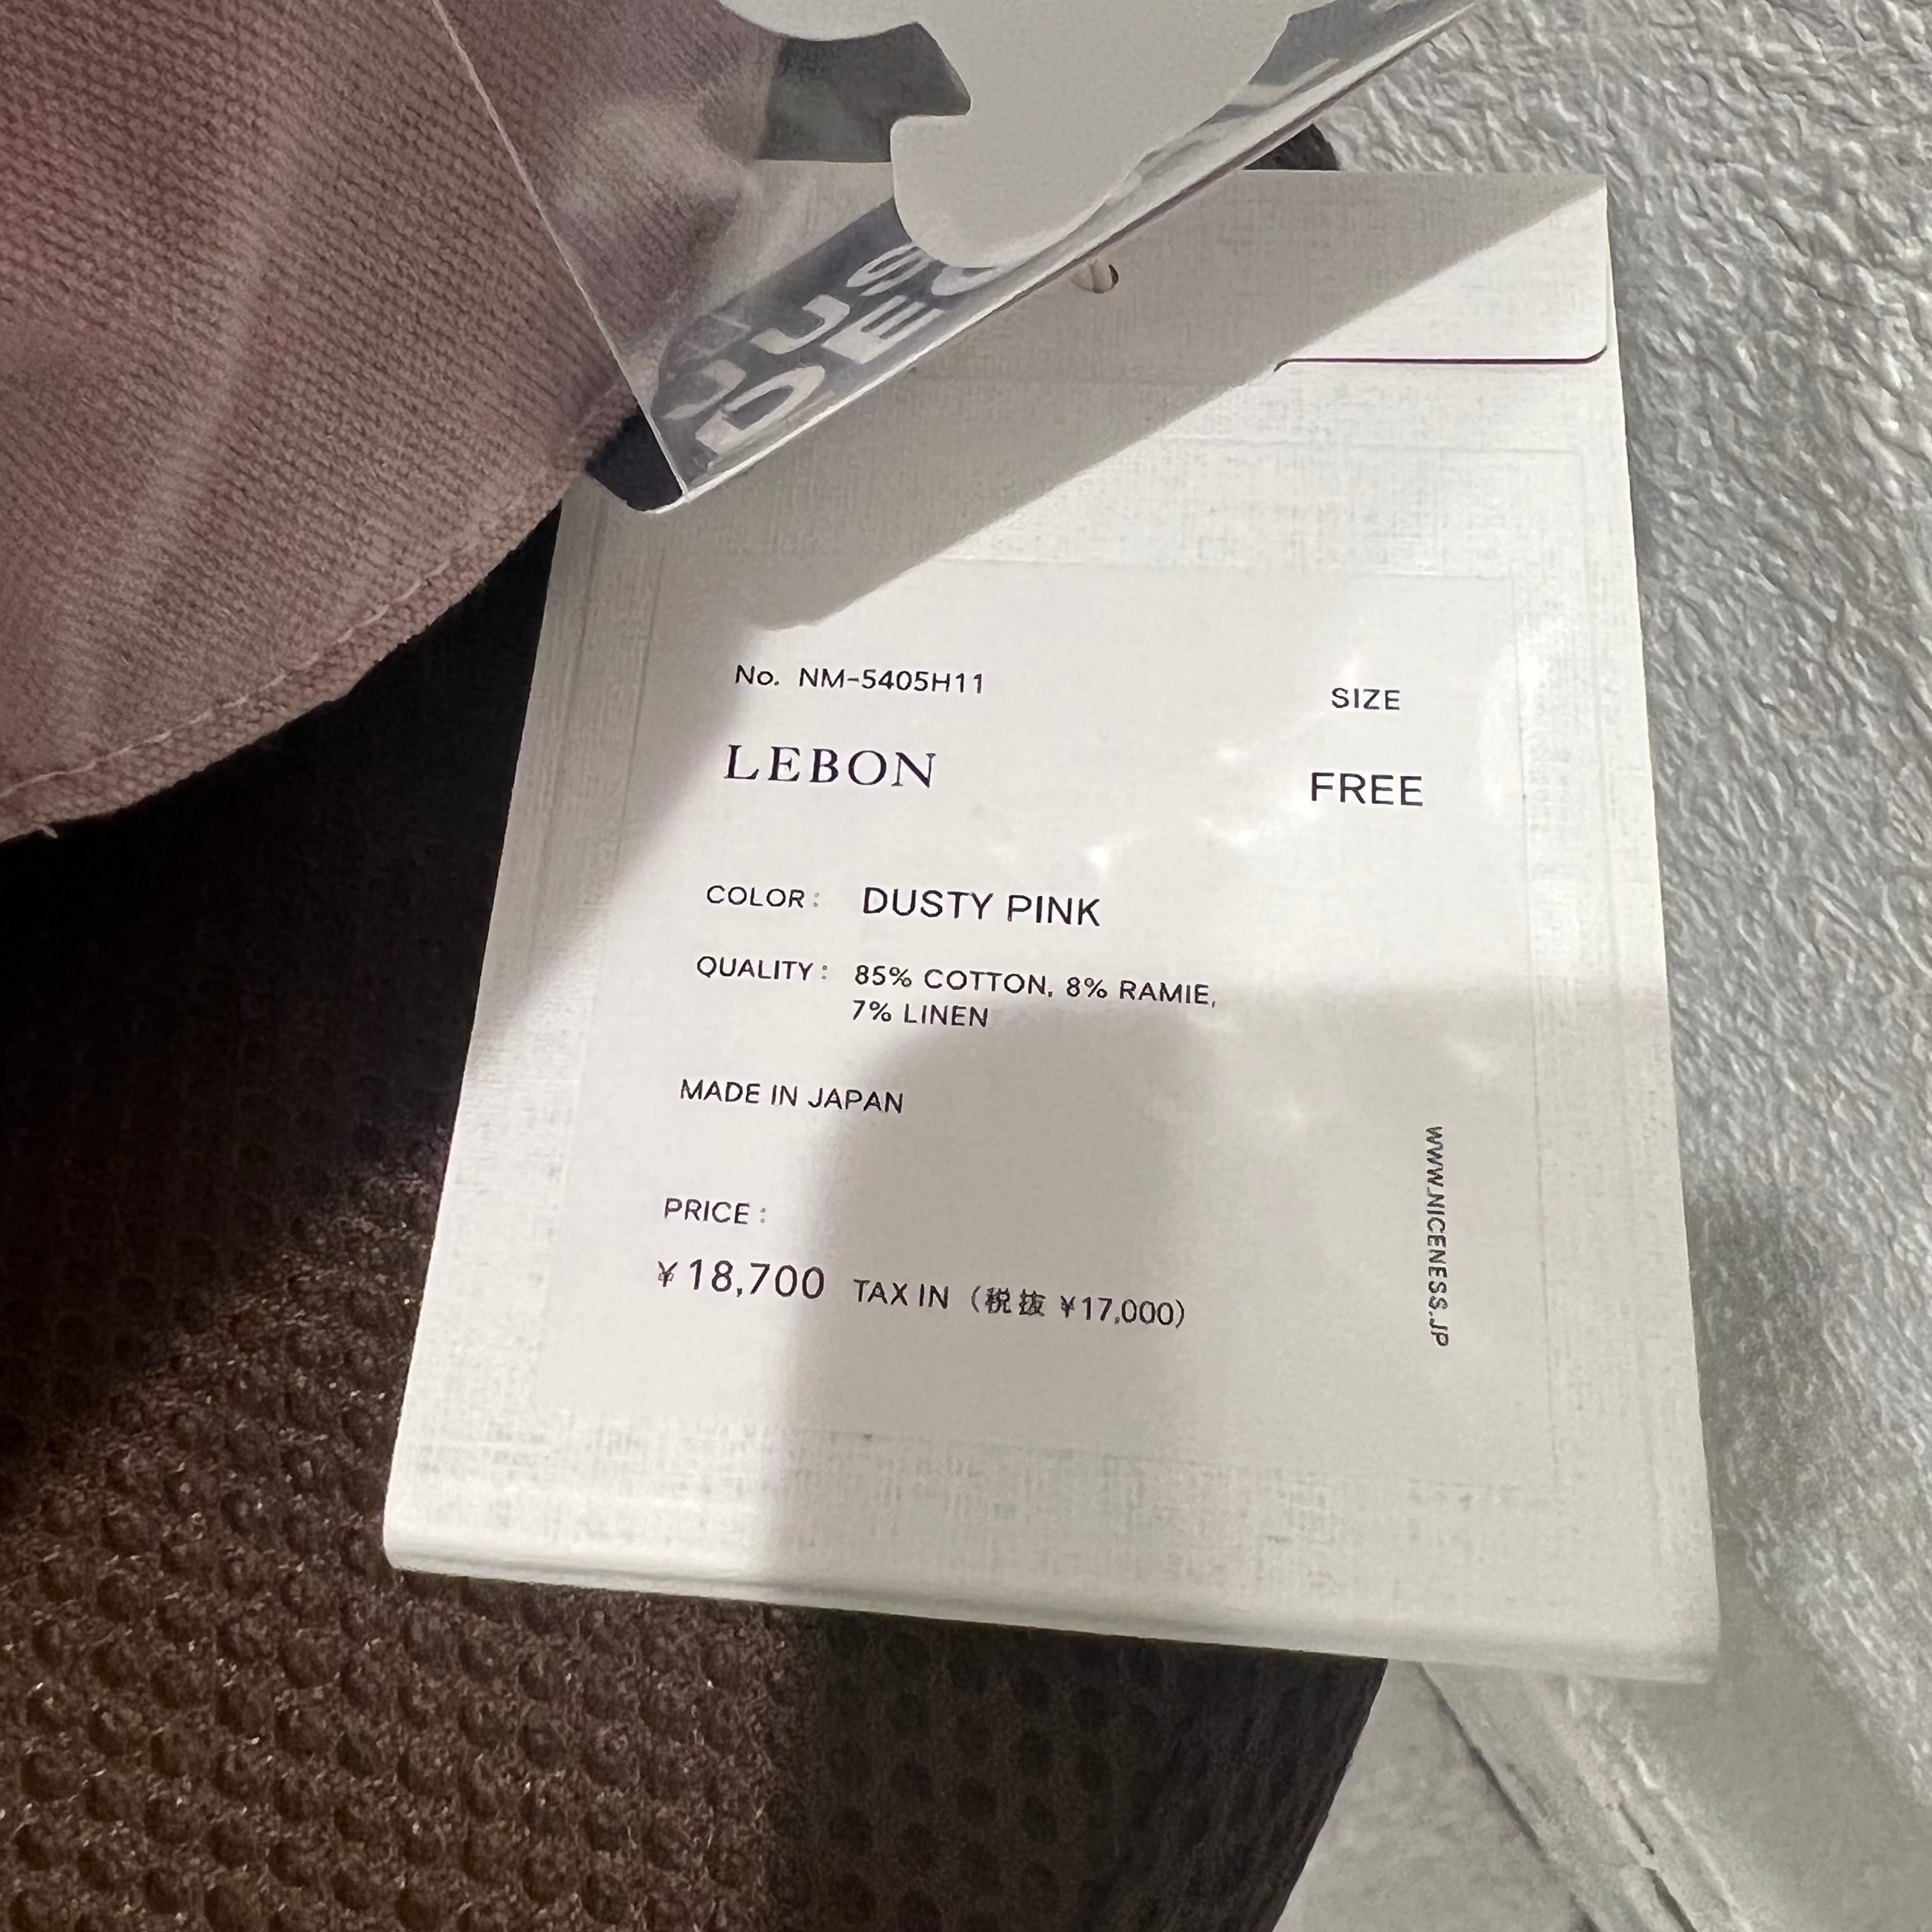 No. NM-5405H11
SIZE
LEBON
FREE
COLOR: DUSTY PINK
QUALITY: 85% COTTON, 8% RAMIE,
7% LINEN
MADE IN JAPAN
PRICE:
¥18,700 TAX IN (税抜 ¥17,000)
WWW.NICENESS.JP